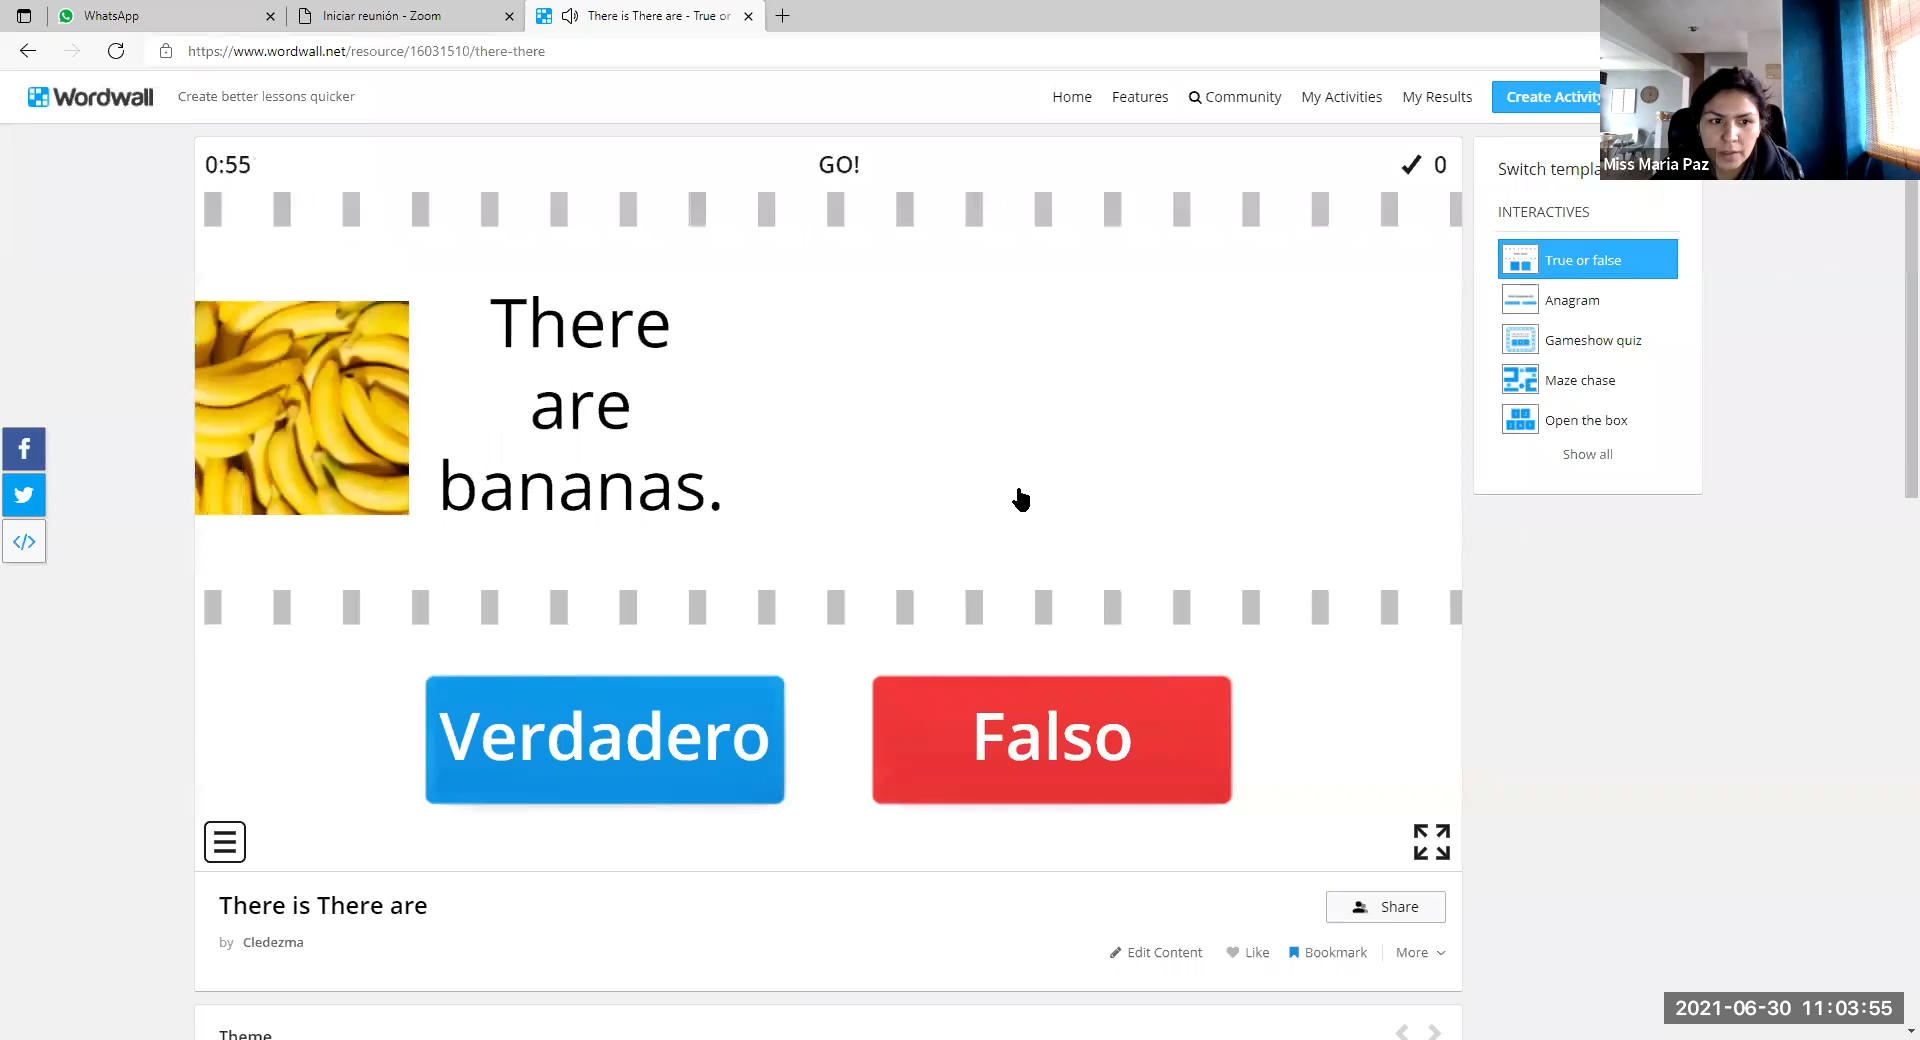 WhatsApp
Iniciar reunión - Zoom
There is There are - True or
https://www.wordwall.net/resource/16031510/there-there
Wordwall
Create better lessons quicker
Home
Features
Community
My Activities
My Results
Create Activity
Miss Maria Paz
0:55
GO!
0
There
are
bananas.
Verdadero
Falso
Switch templa
INTERACTIVES
True or false
Anagram
Gameshow quiz
Maze chase
Open the box
Show all
There is There are
by Cledezma
Share
Edit Content
Like
Bookmark
More
Theme
2021-06-30 11:03:55